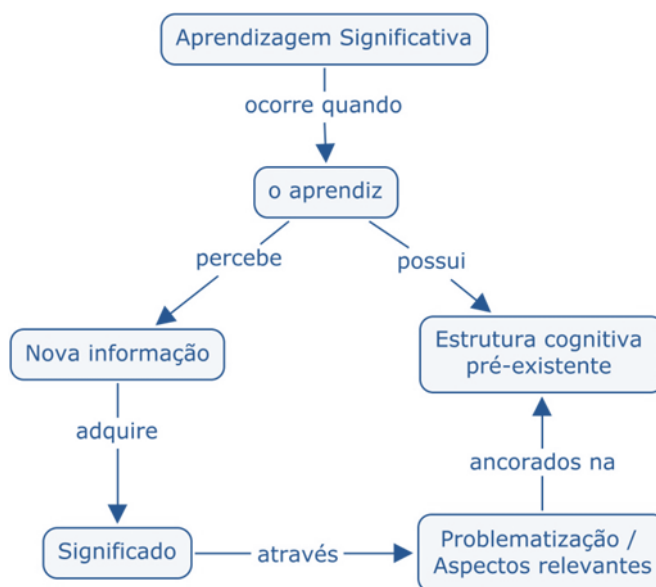 Aprendizagem Significativa
ocorre quando
o aprendiz
percebe
possui
Nova informação
Estrutura cognitiva
pré-existente
adquire
ancorados na
Significado
através
Problematização /
Aspectos relevantes